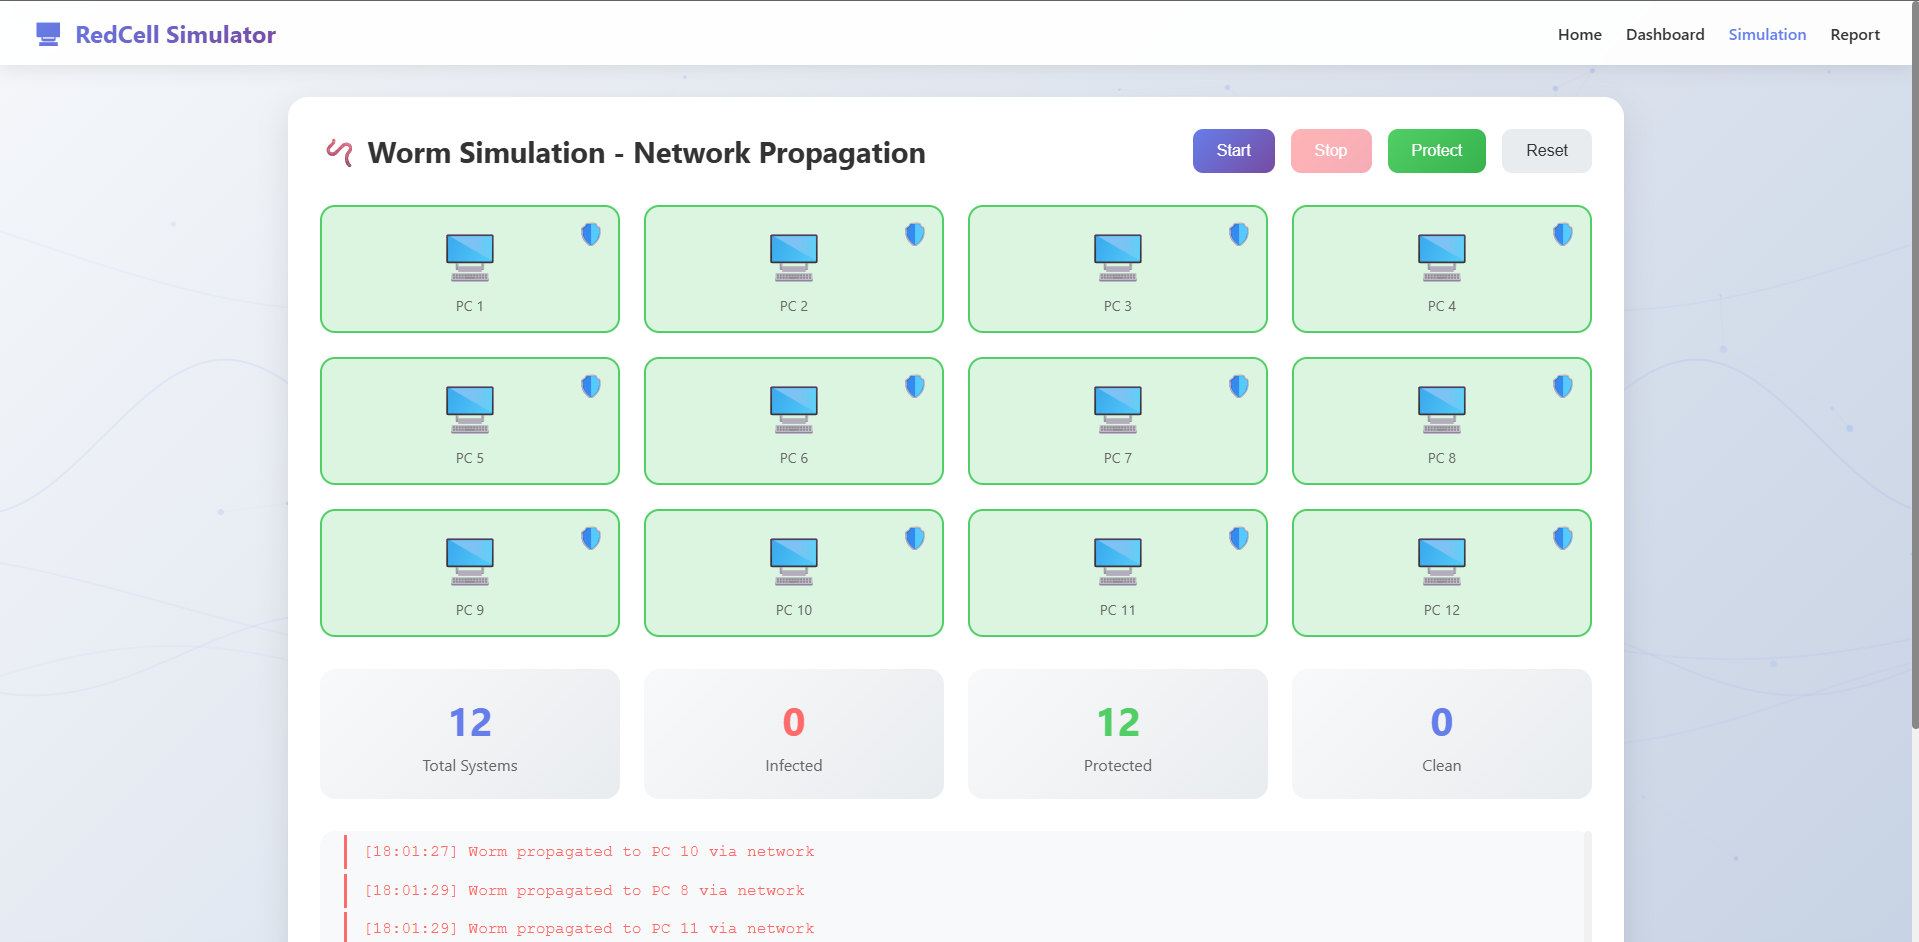 RedCell Simulator
Home Dashboard Simulation Report
Worm Simulation - Network Propagation
Start Stop Protect Reset
PC 1 PC 2 PC 3 PC 4
PC 5 PC 6 PC 7 PC 8
PC 9 PC 10 PC 11 PC 12
12 0 12 0
Total Systems Infected Protected Clean
[18:01:27] Worm propagated to PC 10 via network
[18:01:29] Worm propagated to PC 8 via network
[18:01:29] Worm propagated to PC 11 via network